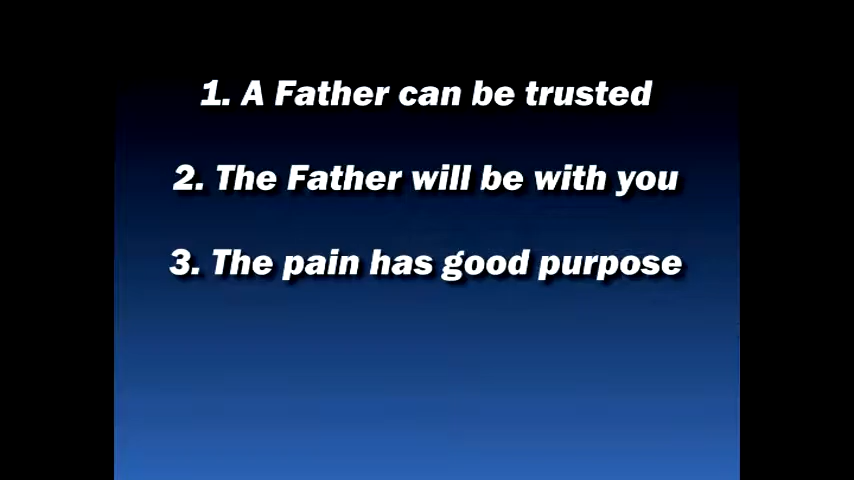 1. A Father can be trusted
2. The Father will be with you
3. The pain has good purpose